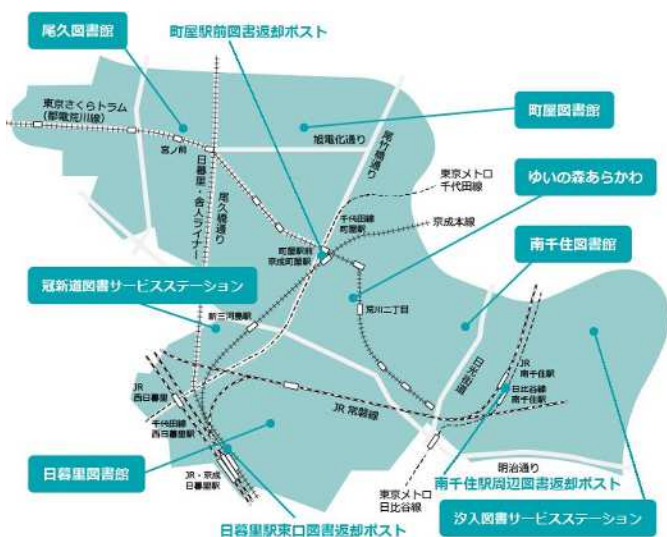 尾久図書館
町屋駅前図書返却ポスト
東京さくらトラム
(都電荒川線)
宮ノ前
旭電化通り
町屋図書館
尾竹橋通り
日暮里・舎人ライナー
尾久橋通り
東京メトロ
千代田線
ゆいの森あらかわ
千代田線
町屋駅
京成本線
町屋駅前
京成町屋駅
南千住図書館
冠新道図書サービスステーション
新三河島駅
荒川二丁目
日光街道
JR
南千住駅
日比谷線
南千住駅
JR
西日暮里
JR 常磐線
千代田線
西日暮里駅
日暮里図書館
JR・京成
日暮里駅
明治通り
南千住駅周辺図書返却ポスト
東京メトロ
日比谷線
汐入図書サービスステーション
日暮里駅東口図書返却ポスト